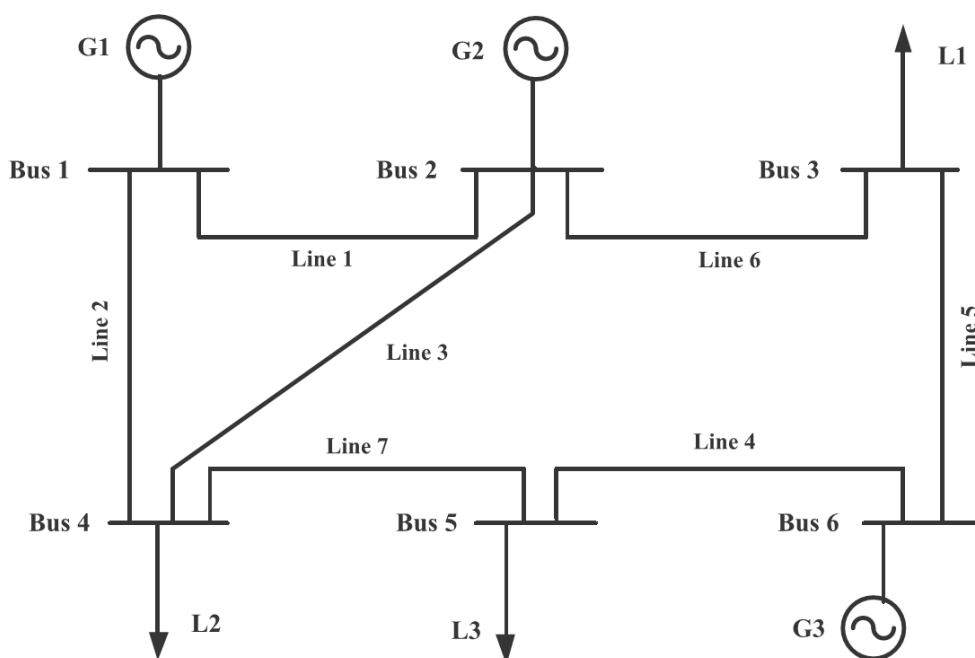 G1
G2
L1
Bus 1
Bus 2
Bus 3
Line 1
Line 6
Line 2
Line 3
Line 5
Line 7
Line 4
Bus 4
Bus 5
Bus 6
L2
L3
G3